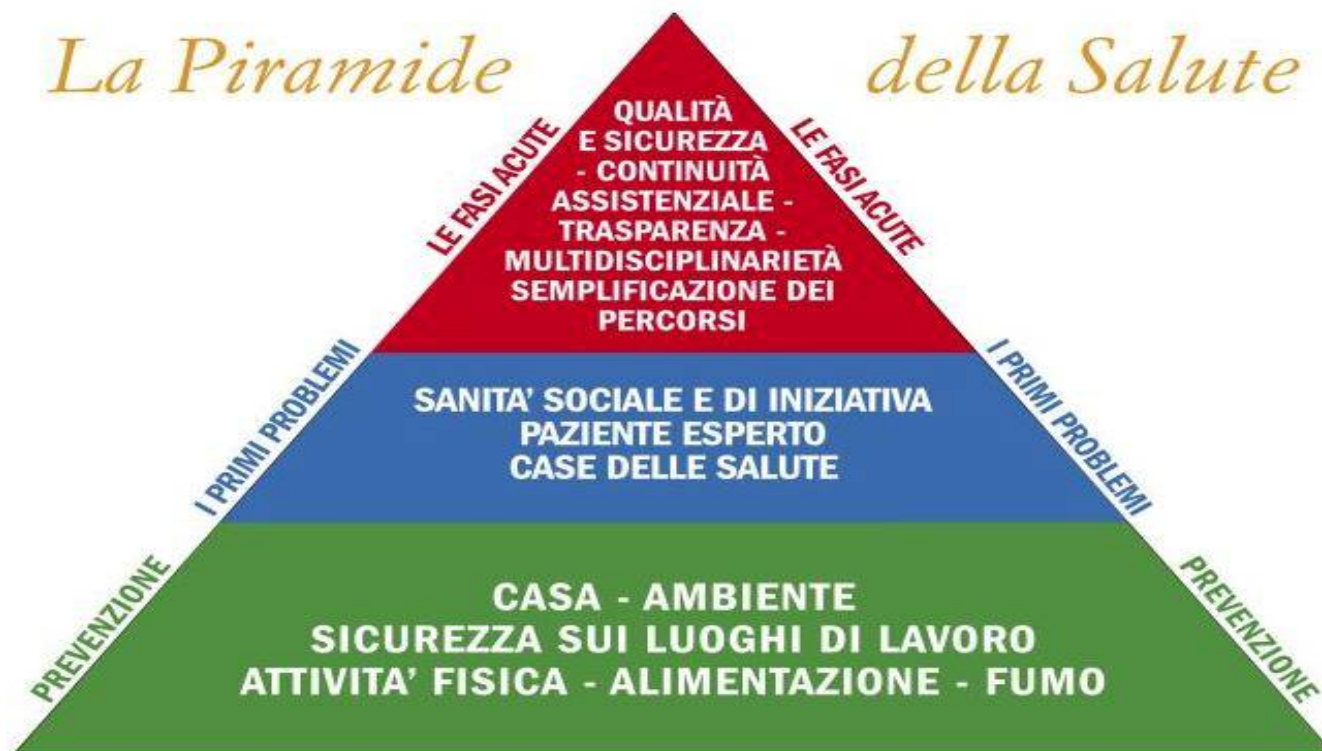 La Piramide della Salute
LE FASI ACUTE
LE FASI ACUTE
QUALITÀ
E SICUREZZA
- CONTINUITÀ
ASSISTENZIALE -
TRASPARENZA -
MULTIDISCIPLINARIETÀ
SEMPLIFICAZIONE DEI
PERCORSI
I PRIMI PROBLEMI
I PRIMI PROBLEMI
SANITA' SOCIALE E DI INIZIATIVA
PAZIENTE ESPERTO
CASE DELLE SALUTE
PREVENZIONE
PREVENZIONE
CASA - AMBIENTE
SICUREZZA SUI LUOGHI DI LAVORO
ATTIVITA' FISICA - ALIMENTAZIONE - FUMO